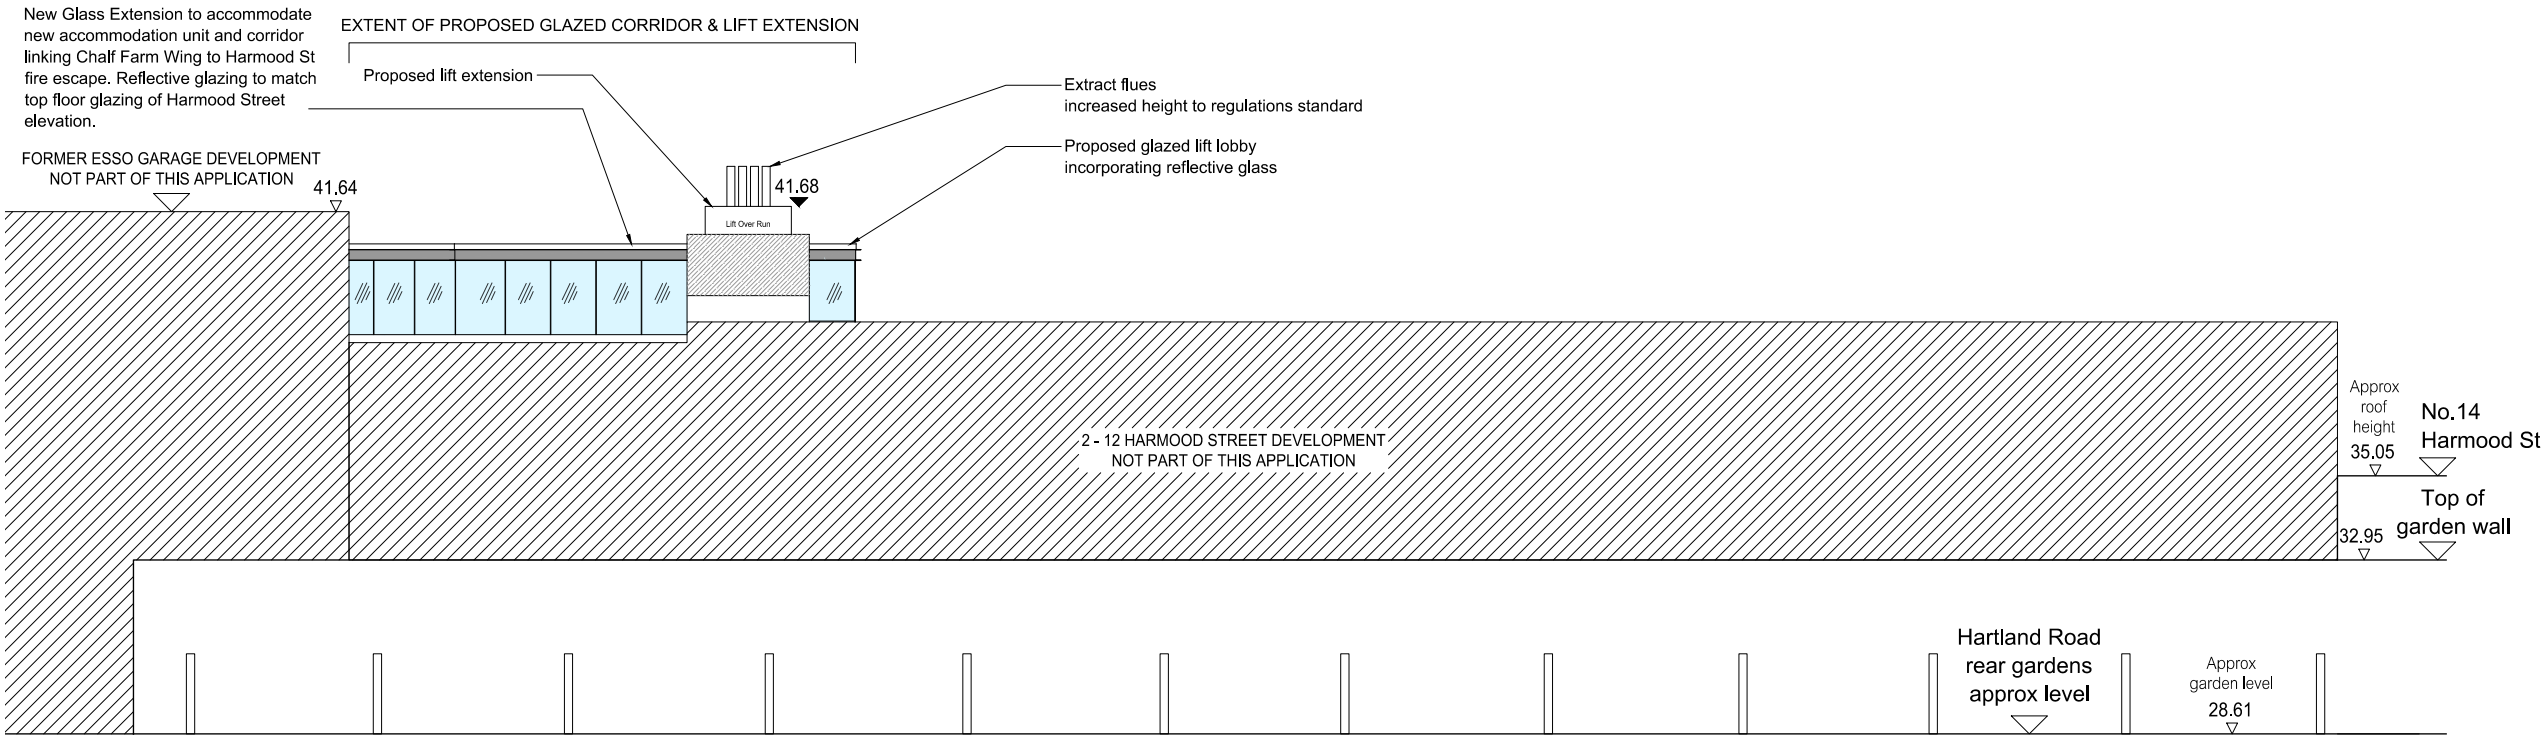 New Glass Extension to accommodate
new accommodation unit and corridor
linking Chalf Farm Wing to Harmood St
fire escape. Reflective glazing to match
top floor glazing of Harmood Street
elevation.
EXTENT OF PROPOSED GLAZED CORRIDOR & LIFT EXTENSION
Proposed lift extension
Extract flues
increased height to regulations standard
Proposed glazed lift lobby
incorporating reflective glass
FORMER ESSO GARAGE DEVELOPMENT
NOT PART OF THIS APPLICATION
41.64
41.68
Lift Over Run
2 - 12 HARMOOD STREET DEVELOPMENT
NOT PART OF THIS APPLICATION
Approx
roof
height
35.05
No.14
Harmood St
Top of
garden wall
32.95
Hartland Road
rear gardens
approx level
Approx
garden level
28.61